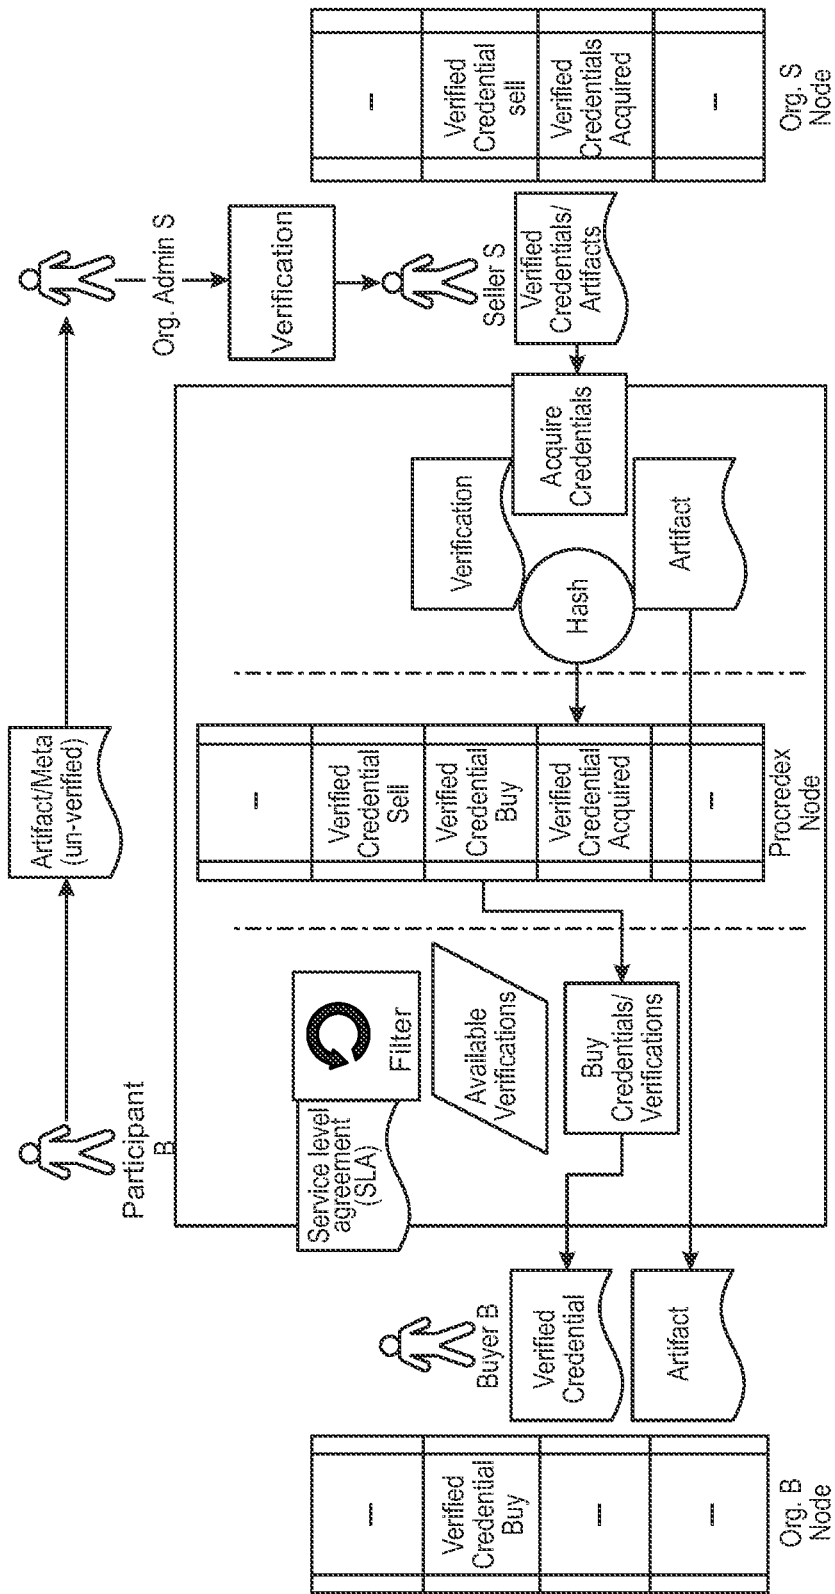 Participant
B
Artifact/Meta
(un-verified)
Org. Admin S
Verification
Seller S
Verified
Credentials/
Artifacts
–
Verified
Credential
sell
Verified
Credentials
Acquired
–
Org. S
Node
Service level
agreement
(SLA)
Filter
Available
Verifications
Buy
Credentials/
Verifications
–
Verified
Credential
Sell
Verified
Credential
Buy
Verified
Credential
Acquired
–
Procredex
Node
Verification
Hash
Artifact
Acquire
Credentials
Buyer B
Verified
Credential
Artifact
–
Verified
Credential
Buy
–
–
Org. B
Node